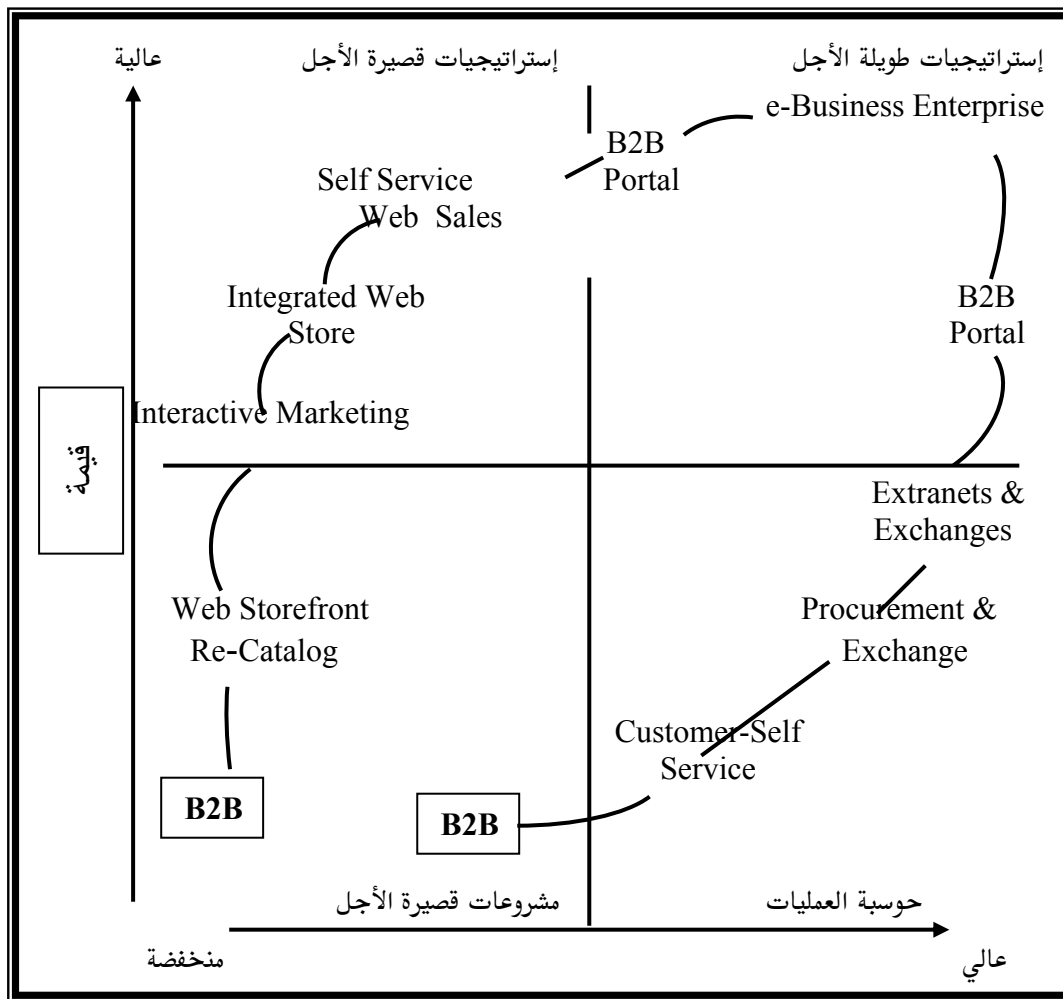 إستراتيجيات طويلة الأجل
إستراتيجيات قصيرة الأجل
عالية
e-Business Enterprise
B2B
Portal
Self Service
Web Sales
Integrated Web
Store
B2B
Portal
Interactive Marketing
قيمة
Extranets &
Exchanges
Web Storefront
Re-Catalog
Procurement &
Exchange
Customer-Self
Service
B2B
B2B
حوسبة العمليات
مشروعات قصيرة الأجل
عالي
منخفضة